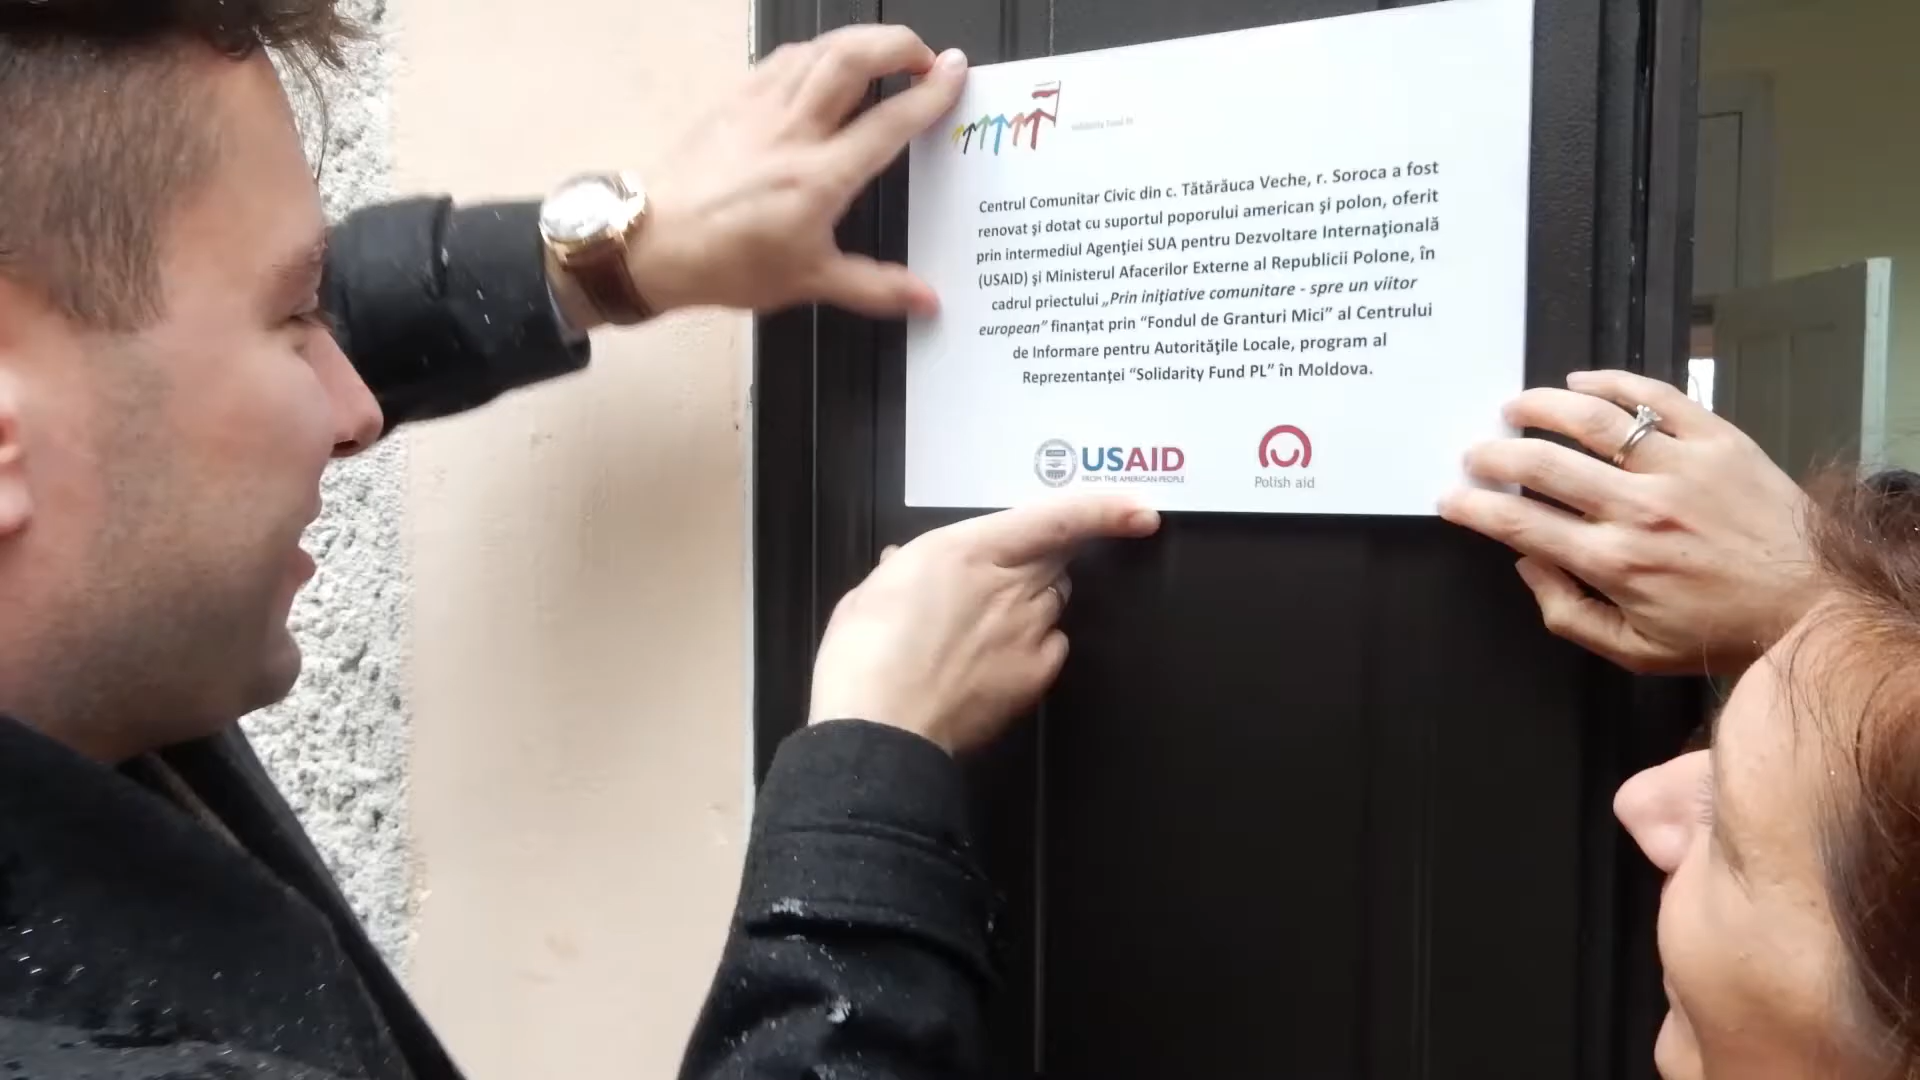 Solidarity Fund PL
Centrul Comunitar Civic din c. Tătărăuca Veche, r. Soroca a fost
renovat şi dotat cu suportul poporului american şi polon, oferit
prin intermediul Agenţiei SUA pentru Dezvoltare Internaţională
(USAID) şi Ministerul Afacerilor Externe al Republicii Polone, în
cadrul priectului „Prin iniţiative comunitare - spre un viitor
european” finanţat prin “Fondul de Granturi Mici” al Centrului
de Informare pentru Autorităţile Locale, program al
Reprezentanţei “Solidarity Fund PL” în Moldova.
USAID
FROM THE AMERICAN PEOPLE
Polish aid